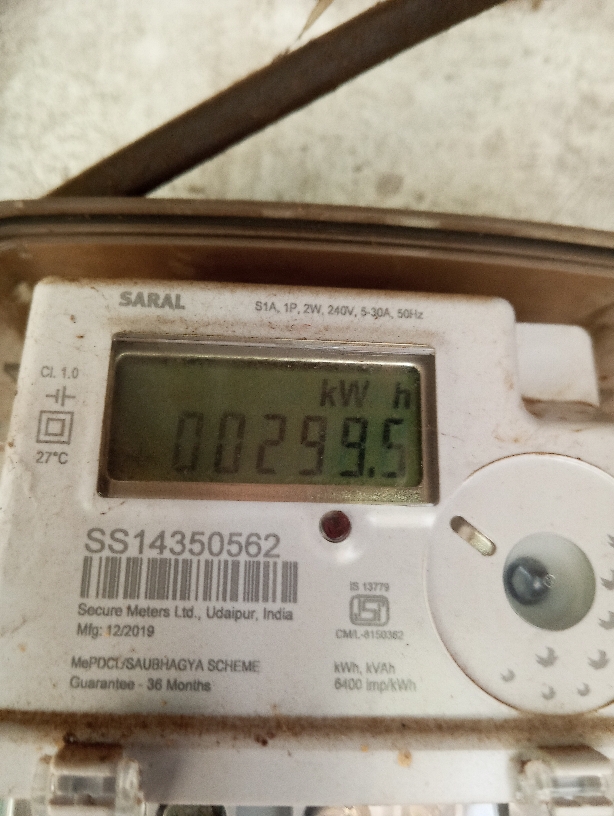 SARAL
S1A, 1P, 2W, 240V, 5-30A, 50Hz
Cl. 1.0
27°C
kW h
00299.5
SS14350562
Secure Meters Ltd., Udaipur, India
Mfg: 12/2019
MePDCL/SAUBHAGYA SCHEME
Guarantee - 36 Months
IS 13779
ISI
CM/L-8150362
kWh, kVAh
6400 imp/kWh